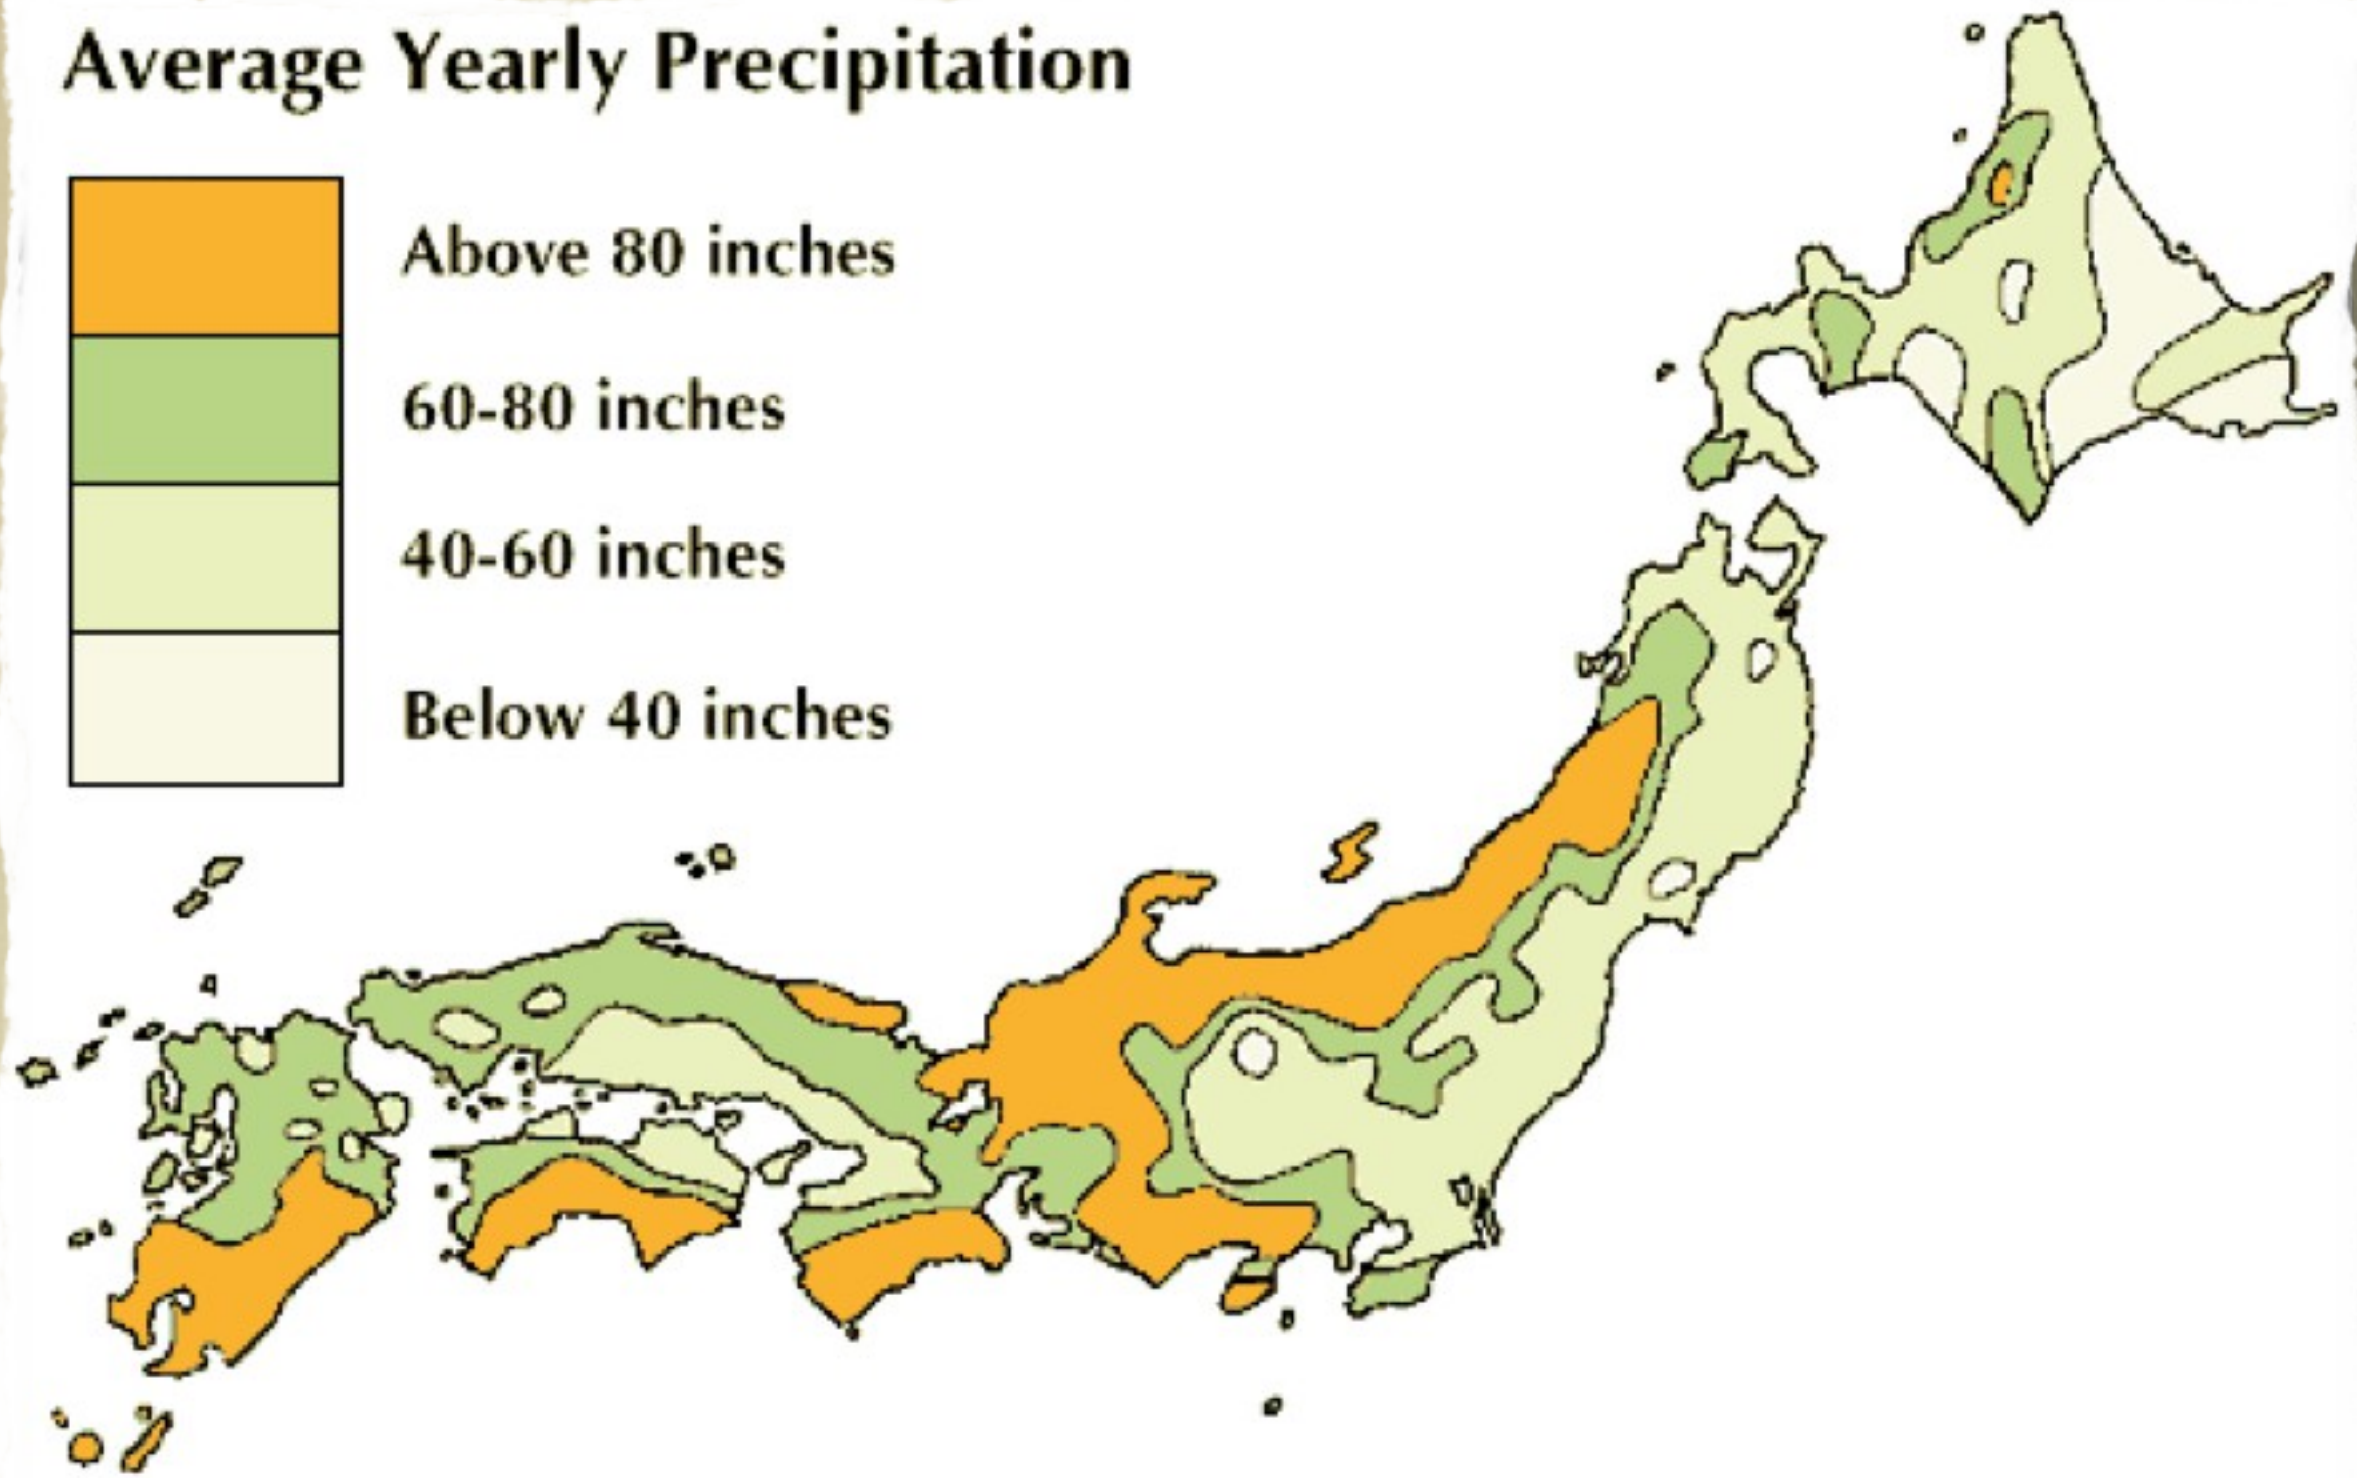 Average Yearly Precipitation
Above 80 inches
60-80 inches
40-60 inches
Below 40 inches